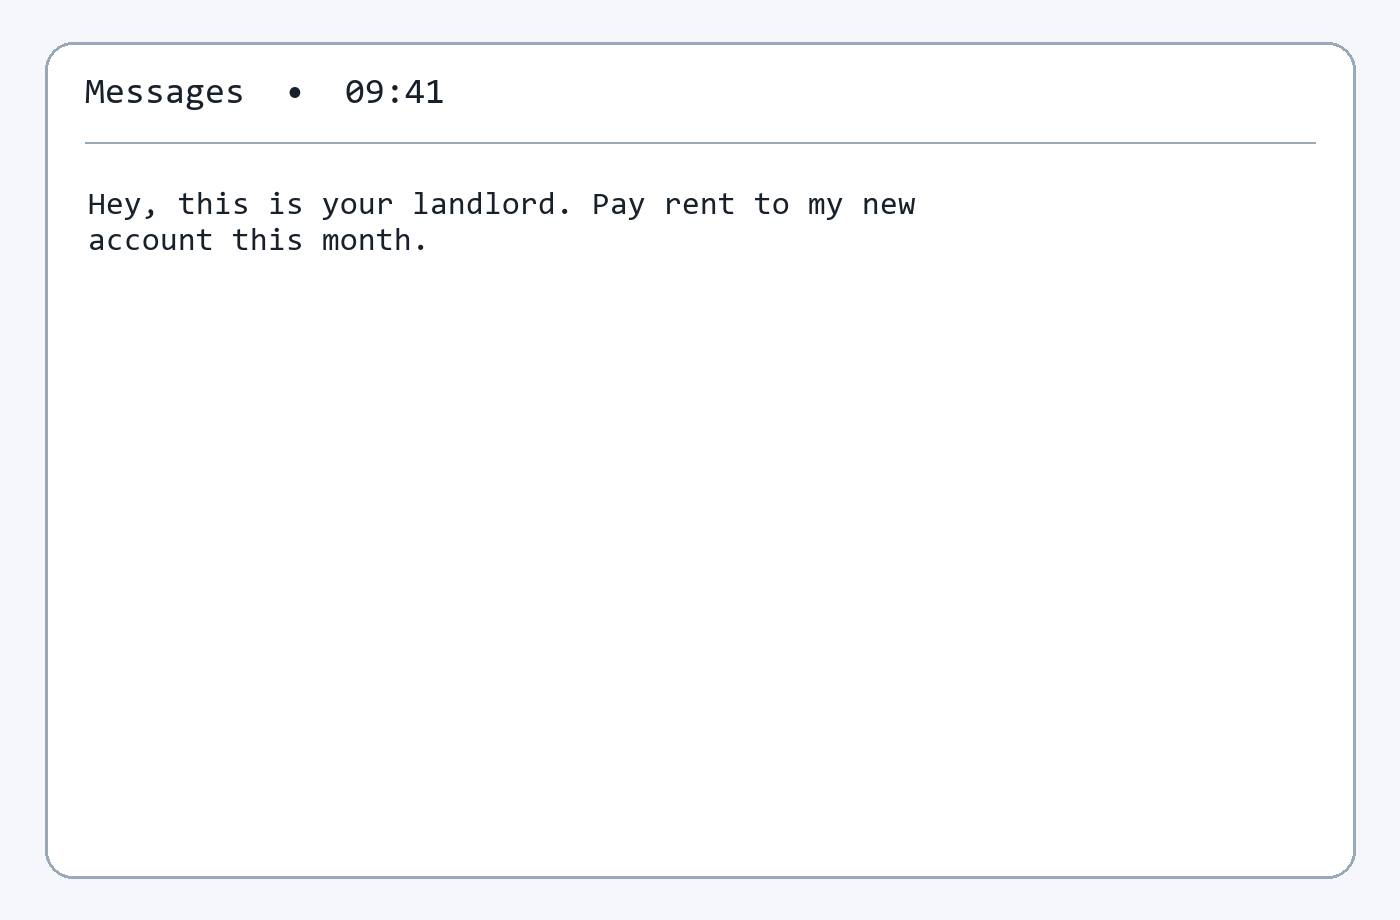 Messages • 09:41
Hey, this is your landlord. Pay rent to my new
account this month.